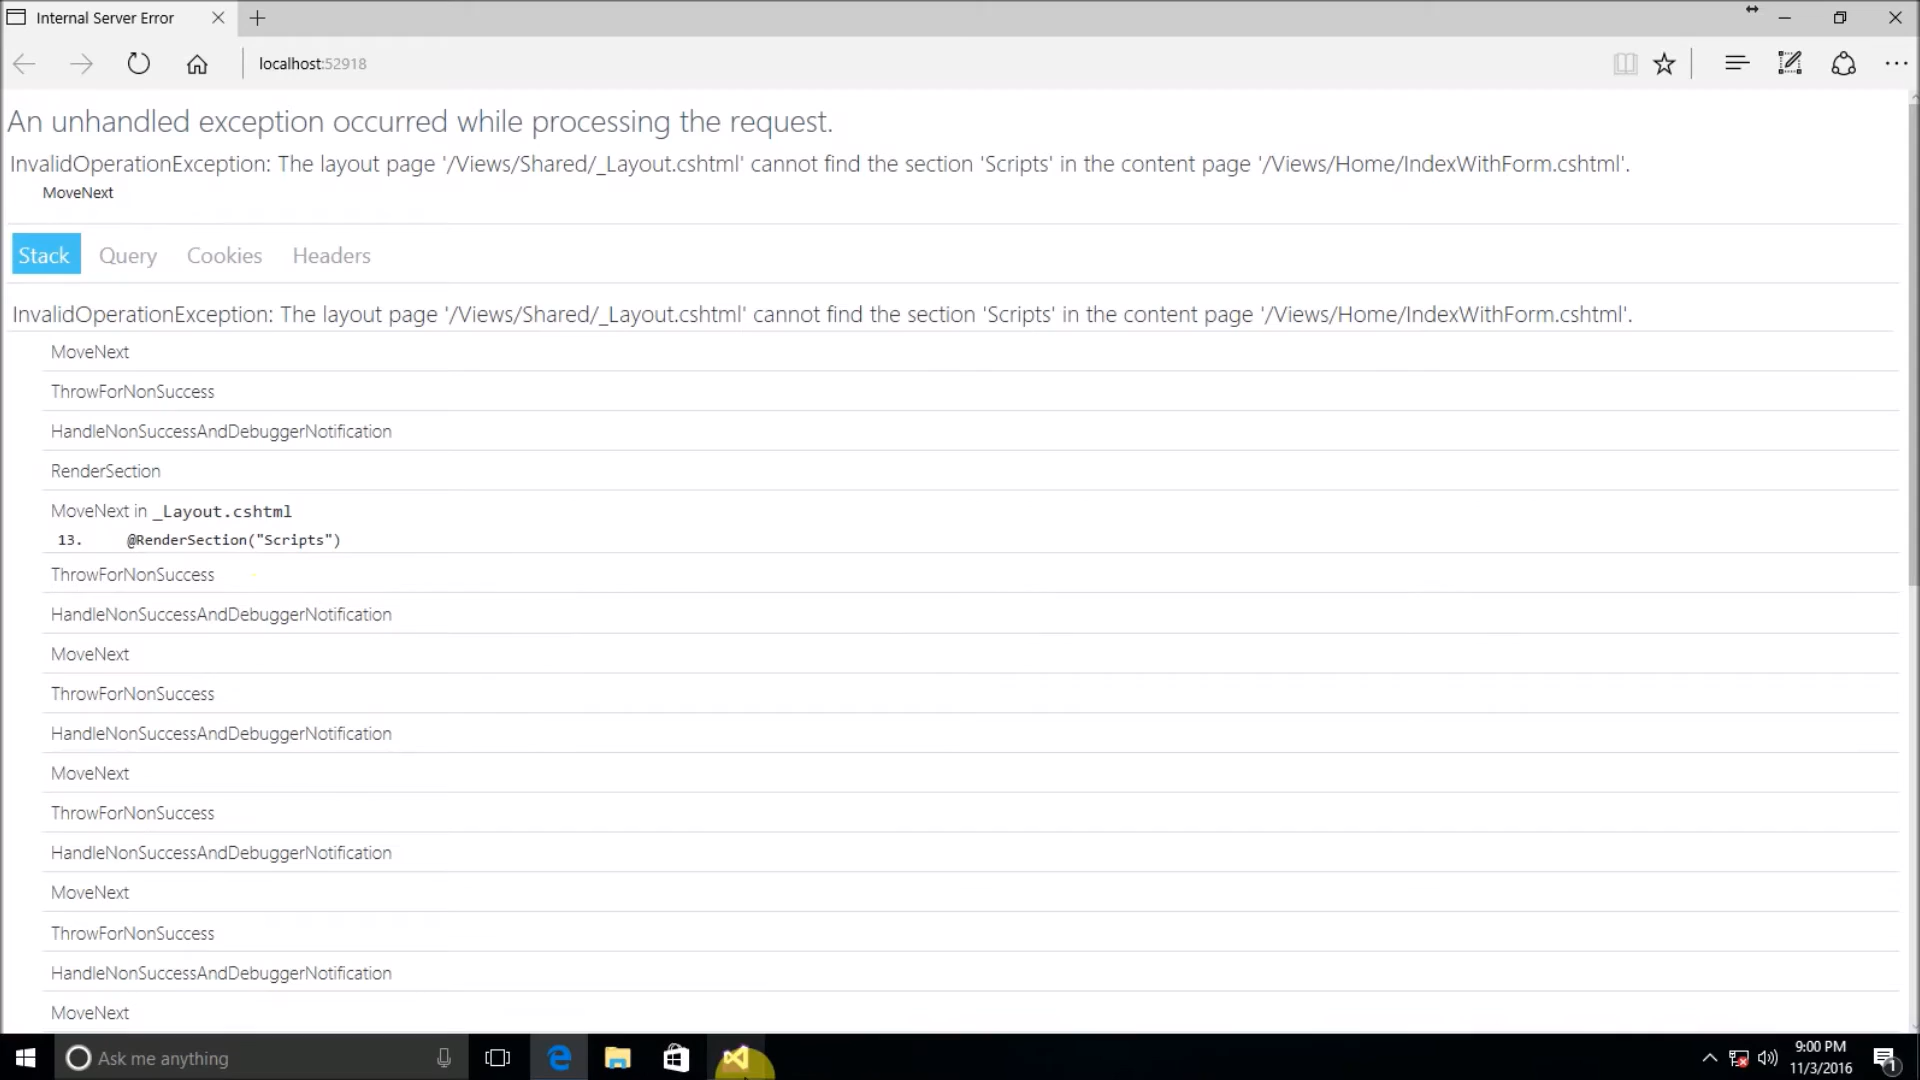 Internal Server Error
localhost:52918
An unhandled exception occurred while processing the request.
InvalidOperationException: The layout page '/Views/Shared/_Layout.cshtml' cannot find the section 'Scripts' in the content page '/Views/Home/IndexWithForm.cshtml'.
MoveNext
Stack Query Cookies Headers
InvalidOperationException: The layout page '/Views/Shared/_Layout.cshtml' cannot find the section 'Scripts' in the content page '/Views/Home/IndexWithForm.cshtml'.
MoveNext
ThrowForNonSuccess
HandleNonSuccessAndDebuggerNotification
RenderSection
MoveNext in _Layout.cshtml
13. @RenderSection("Scripts")
ThrowForNonSuccess
HandleNonSuccessAndDebuggerNotification
MoveNext
ThrowForNonSuccess
HandleNonSuccessAndDebuggerNotification
MoveNext
ThrowForNonSuccess
HandleNonSuccessAndDebuggerNotification
MoveNext
ThrowForNonSuccess
HandleNonSuccessAndDebuggerNotification
MoveNext
Ask me anything
9:00 PM
11/3/2016
1